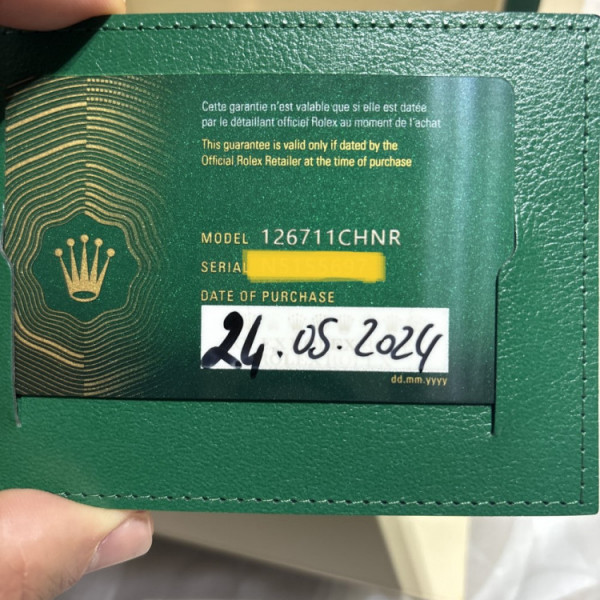 Cette garantie n'est valable que si elle est datée
par le détaillant officiel Rolex au moment de l'achat
This guarantee is valid only if dated by the
Official Rolex Retailer at the time of purchase
MODEL 126711CHNR
SERIAL
DATE OF PURCHASE
24.05.2024
dd.mm.yyyy